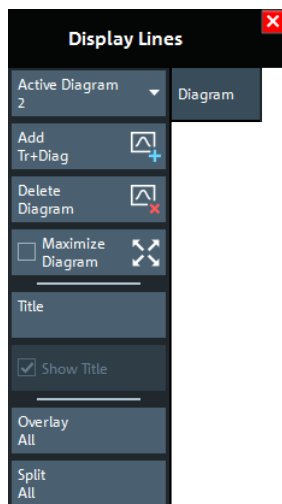 Display Lines
Active Diagram
2
Diagram
Add
Tr+Diag
Delete
Diagram
Maximize
Diagram
Title
Show Title
Overlay
All
Split
All